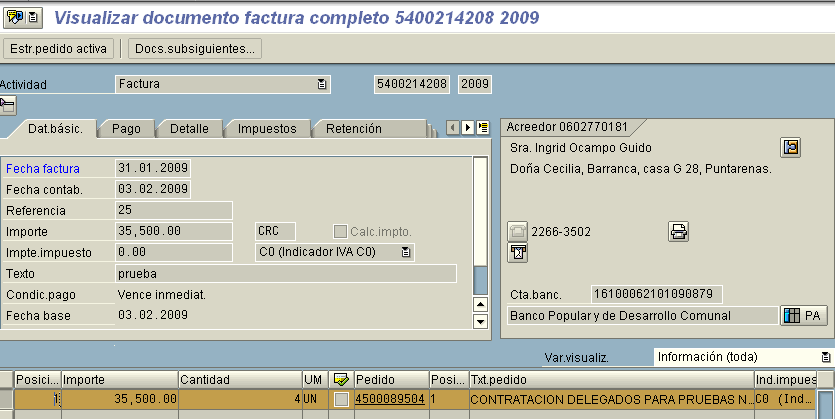 Visualizar documento factura completo 5400214208 2009
Estr.pedido activa Docs.subsiguientes...
Actividad Factura 5400214208 2009
Dat.básic. Pago Detalle Impuestos Retención
Fecha factura 31.01.2009
Fecha contab. 03.02.2009
Referencia 25
Importe 35,500.00 CRC Calc.impto.
Impte.impuesto 0.00 C0 (Indicador IVA C0)
Texto prueba
Condic.pago Vence inmediat.
Fecha base 03.02.2009
Acreedor 0602770181
Sra. Ingrid Ocampo Guido
Doña Cecilia, Barranca, casa G 28, Puntarenas.
2266-3502
Cta.banc. 16100062101090879
Banco Popular y de Desarrollo Comunal PA
Var.visualiz. Información (toda)
Posici... Importe Cantidad UM Pedido Posi... Txt.pedido Ind.impues
1 35,500.00 4 UN 4500089504 1 CONTRATACION DELEGADOS PARA PRUEBAS N... C0 (Ind...